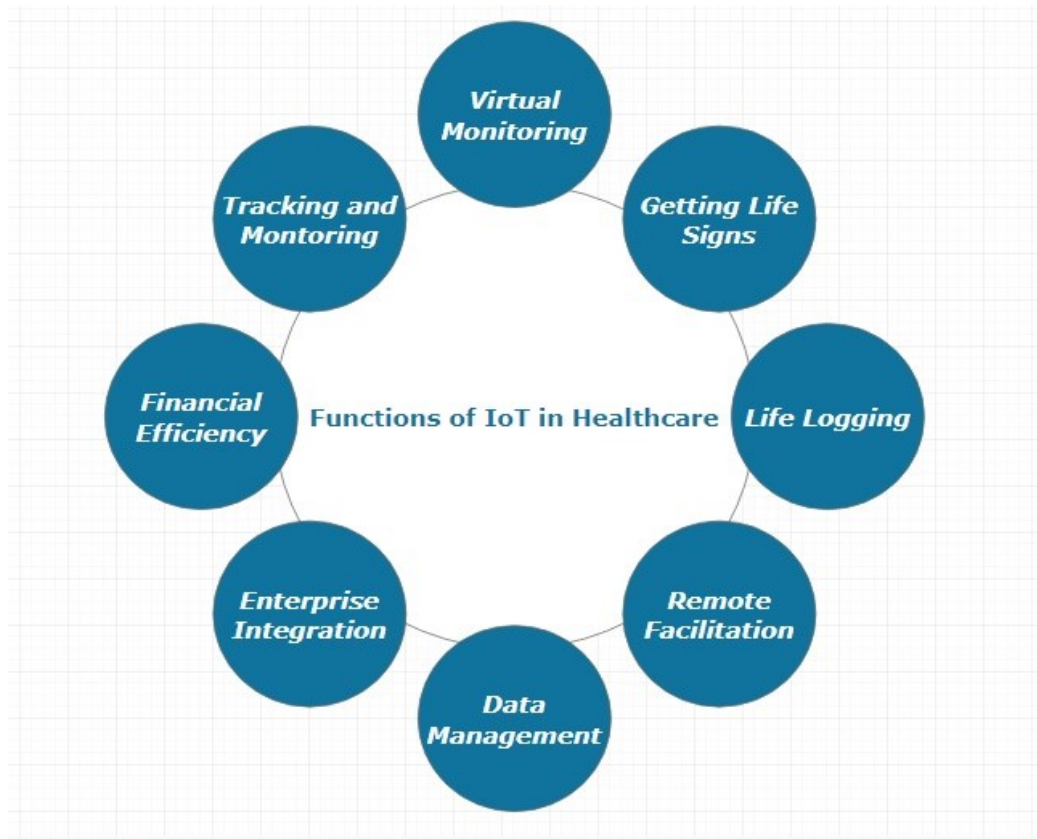 Virtual
Monitoring
Getting Life
Signs
Life Logging
Remote
Facilitation
Data
Management
Enterprise
Integration
Financial
Efficiency
Tracking and
Montoring
Functions of IoT in Healthcare